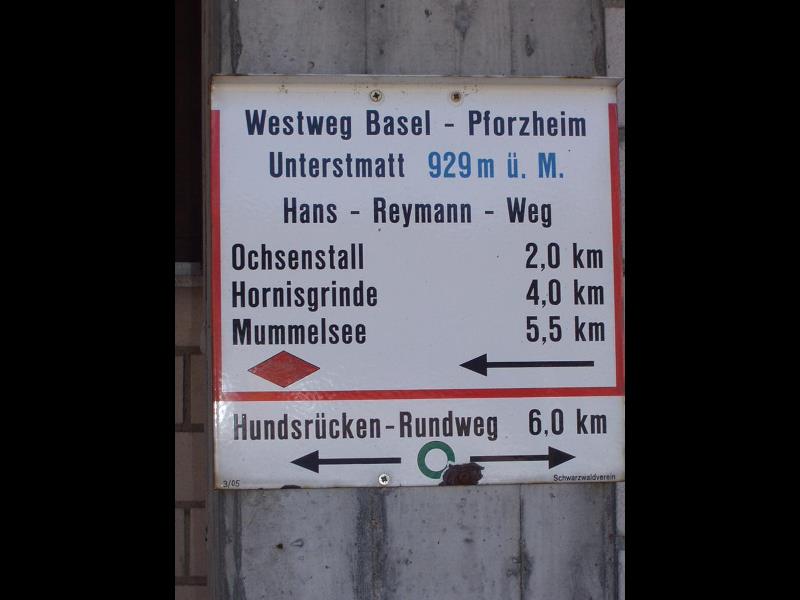 Westweg Basel - Pforzheim
Unterstmatt 929 m ü. M.
Hans - Reymann - Weg
Ochsenstall 2,0 km
Hornisgrinde 4,0 km
Mummelsee 5,5 km
Hundsrücken-Rundweg 6,0 km
3/05 Schwarzwaldverein